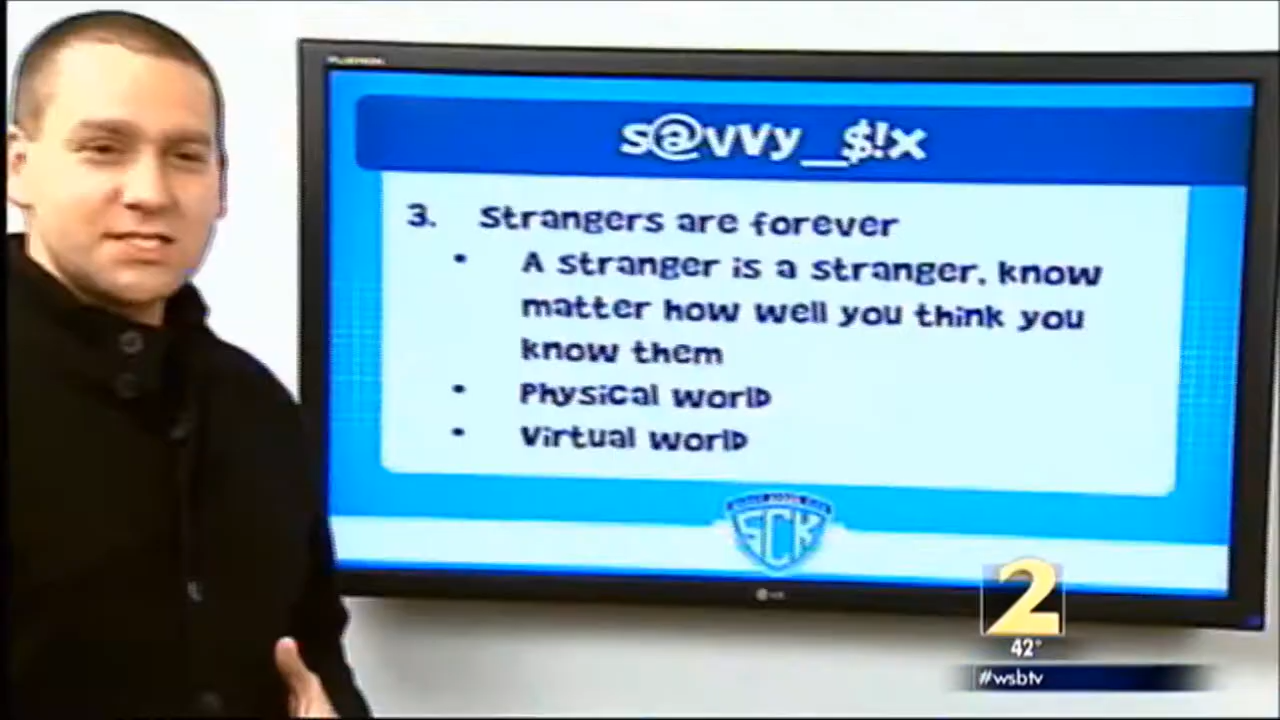 s@vvy_$!x
3. Strangers are forever
• A stranger is a stranger, know
matter how well you think you
know them
• Physical world
• Virtual world
SCK
LG
2
42°
#wsbtv